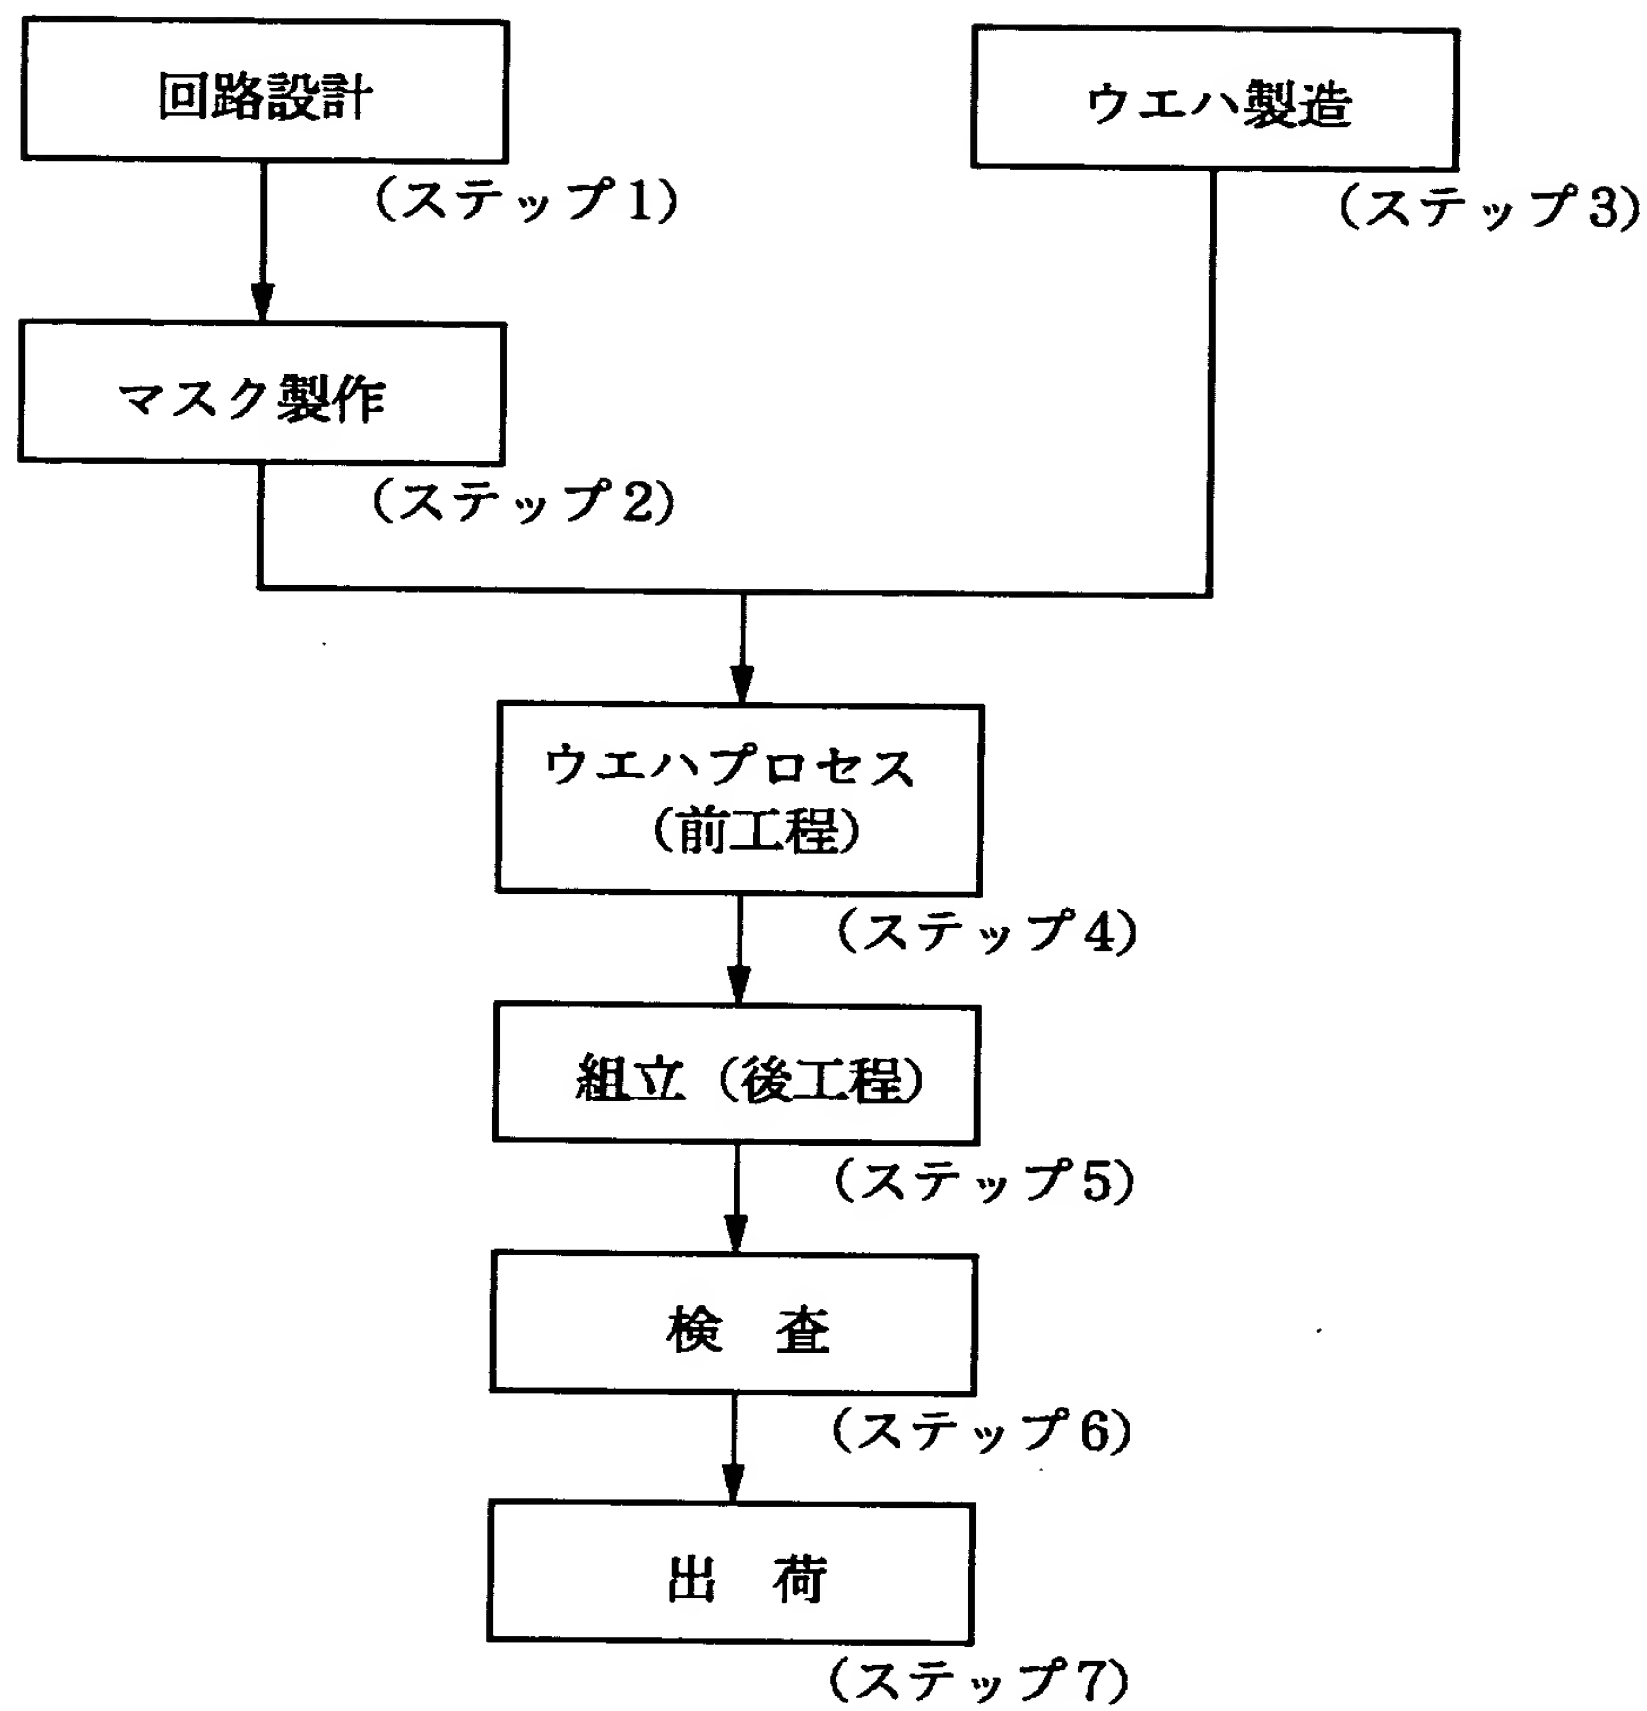 回路設計
(ステップ1)
ウエハ製造
(ステップ3)
マスク製作
(ステップ2)
ウエハプロセス
(前工程)
(ステップ4)
組立(後工程)
(ステップ5)
検 査
(ステップ6)
出 荷
(ステップ7)